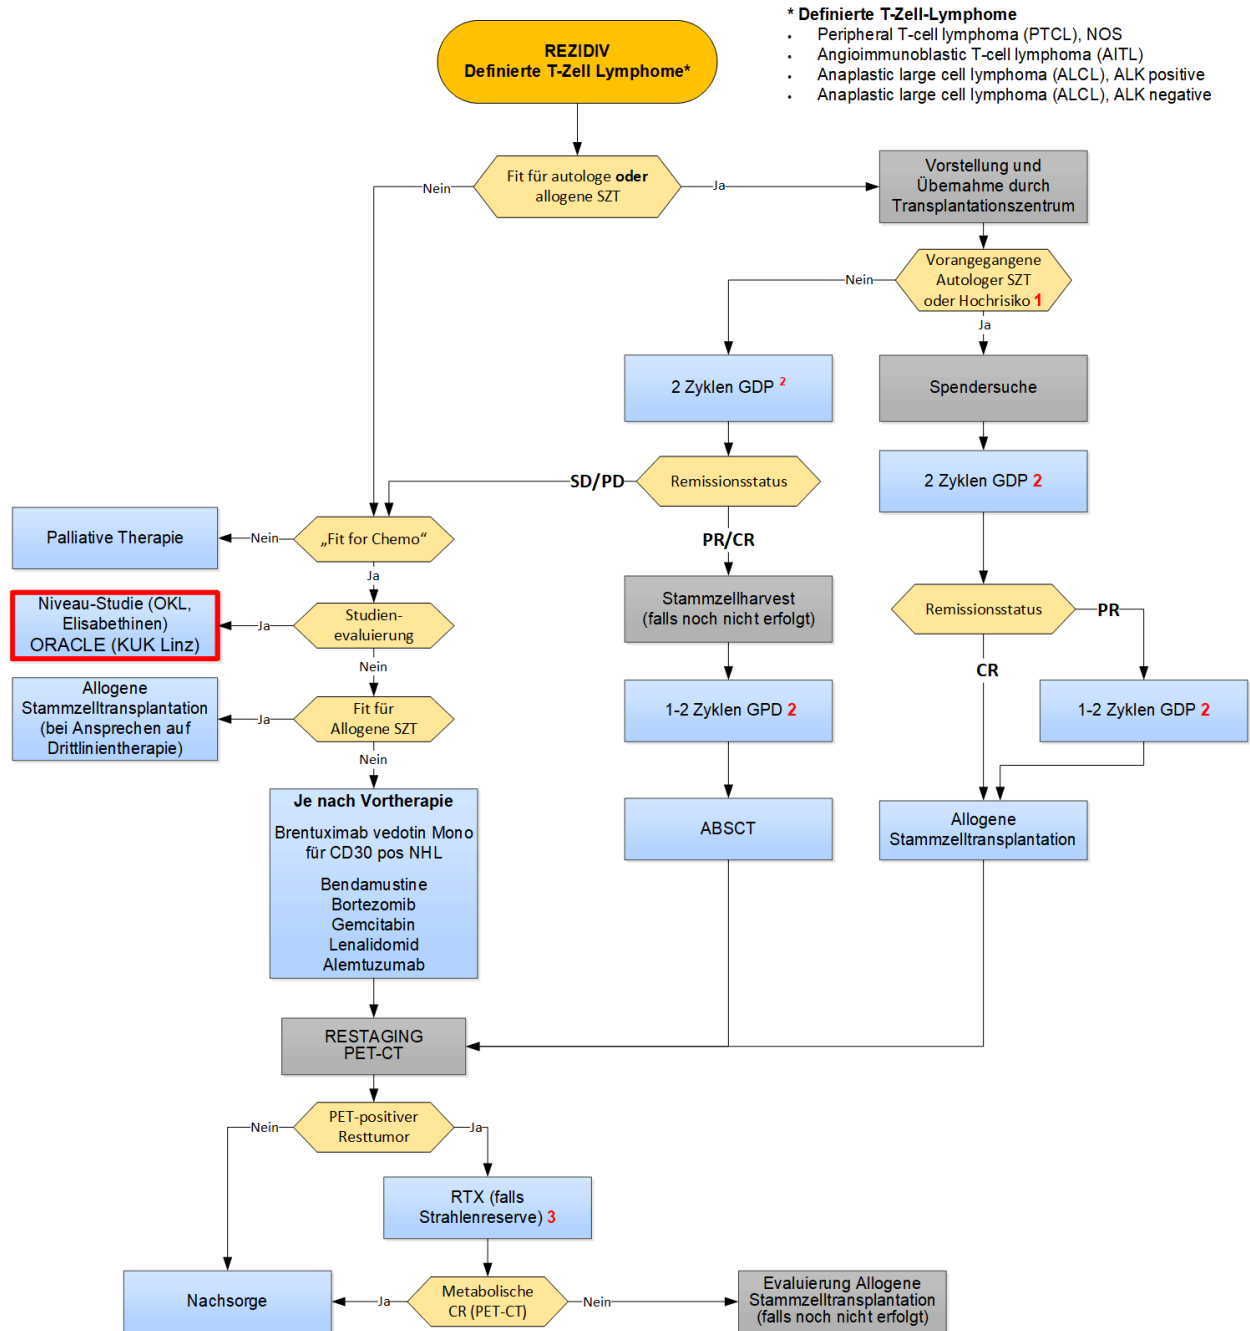 * Definierte T-Zell-Lymphome
• Peripheral T-cell lymphoma (PTCL), NOS
• Angioimmunoblastic T-cell lymphoma (AITL)
• Anaplastic large cell lymphoma (ALCL), ALK positive
• Anaplastic large cell lymphoma (ALCL), ALK negative
REZIDIV
Definierte T-Zell Lymphome*
Fit für autologe oder
allogene SZT
Nein
Ja
Vorstellung und
Übernahme durch
Transplantationszentrum
Vorangegangene
Autologer SZT
oder Hochrisiko 1
Nein
Ja
2 Zyklen GDP 2
Spendersuche
Remissionsstatus
SD/PD
PR/CR
2 Zyklen GDP 2
„Fit for Chemo“
Nein
Palliative Therapie
Ja
Stammzellharvest
(falls noch nicht erfolgt)
Remissionsstatus
PR
CR
Studien-
evaluierung
Ja
Niveau-Studie (OKL,
Elisabethinen)
ORACLE (KUK Linz)
Nein
1-2 Zyklen GPD 2
1-2 Zyklen GDP 2
Fit für
Allogene SZT
Ja
Allogene
Stammzelltransplantation
(bei Ansprechen auf
Drittlinientherapie)
Nein
Je nach Vortherapie
Brentuximab vedotin Mono
für CD30 pos NHL
Bendamustine
Bortezomib
Gemcitabin
Lenalidomid
Alemtuzumab
ABSCT
Allogene
Stammzelltransplantation
RESTAGING
PET-CT
PET-positiver
Resttumor
Nein
Ja
RTX (falls
Strahlenreserve) 3
Metabolische
CR (PET-CT)
Ja
Nein
Nachsorge
Evaluierung Allogene
Stammzelltransplantation
(falls noch nicht erfolgt)